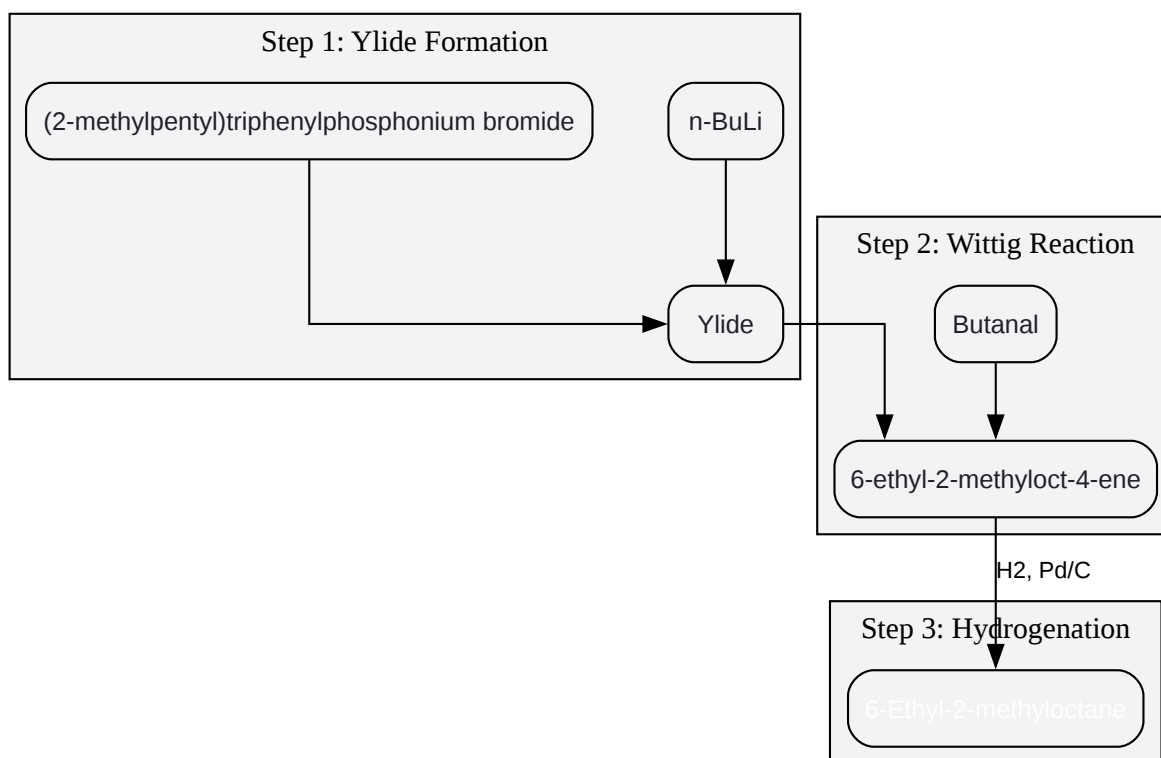 Step 1: Ylide Formation
(2-methylpentyl)triphenylphosphonium bromide
n-BuLi
Ylide
Step 2: Wittig Reaction
Butanal
6-ethyl-2-methyloct-4-ene
H2, Pd/C
Step 3: Hydrogenation
6-Ethyl-2-methyloctane